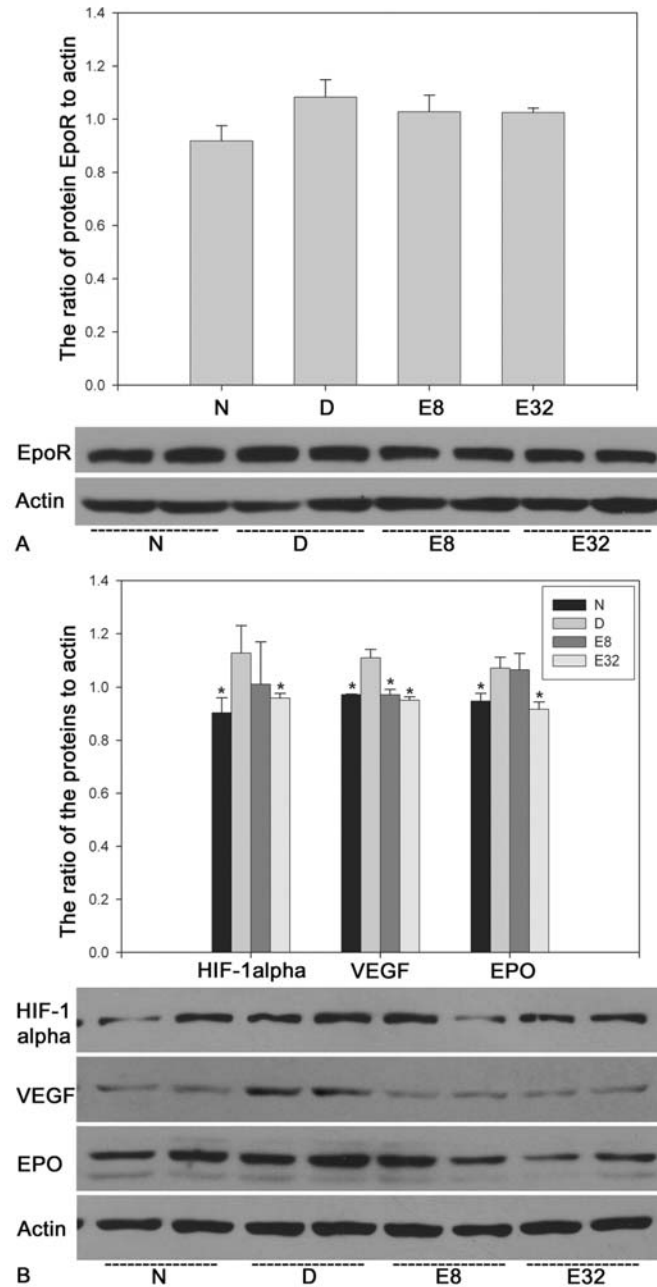 The ratio of protein EpoR to actin
1.4
1.2
1.0
0.8
0.6
0.4
0.2
0.0
N D E8 E32
EpoR
Actin
N D E8 E32
A
The ratio of the proteins to actin
1.4
1.2
1.0
0.8
0.6
0.4
0.2
0.0
N
D
E8
E32
* * * * * * *
HIF-1alpha VEGF EPO
HIF-1
alpha
VEGF
EPO
Actin
B N D E8 E32